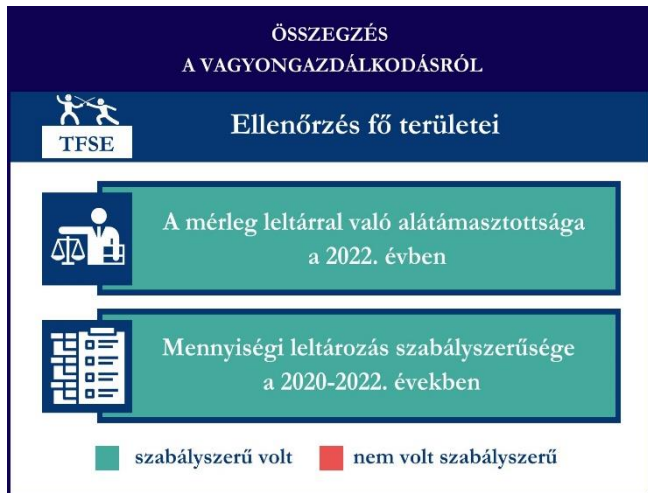 ÖSSZEGZÉS
A VAGYONGAZDÁLKODÁSRÓL
TFSE
Ellenőrzés fő területei
A mérleg leltárral való alátámasztottsága
a 2022. évben
Mennyiségi leltározás szabályszerűsége
a 2020-2022. években
szabályszerű volt
nem volt szabályszerű